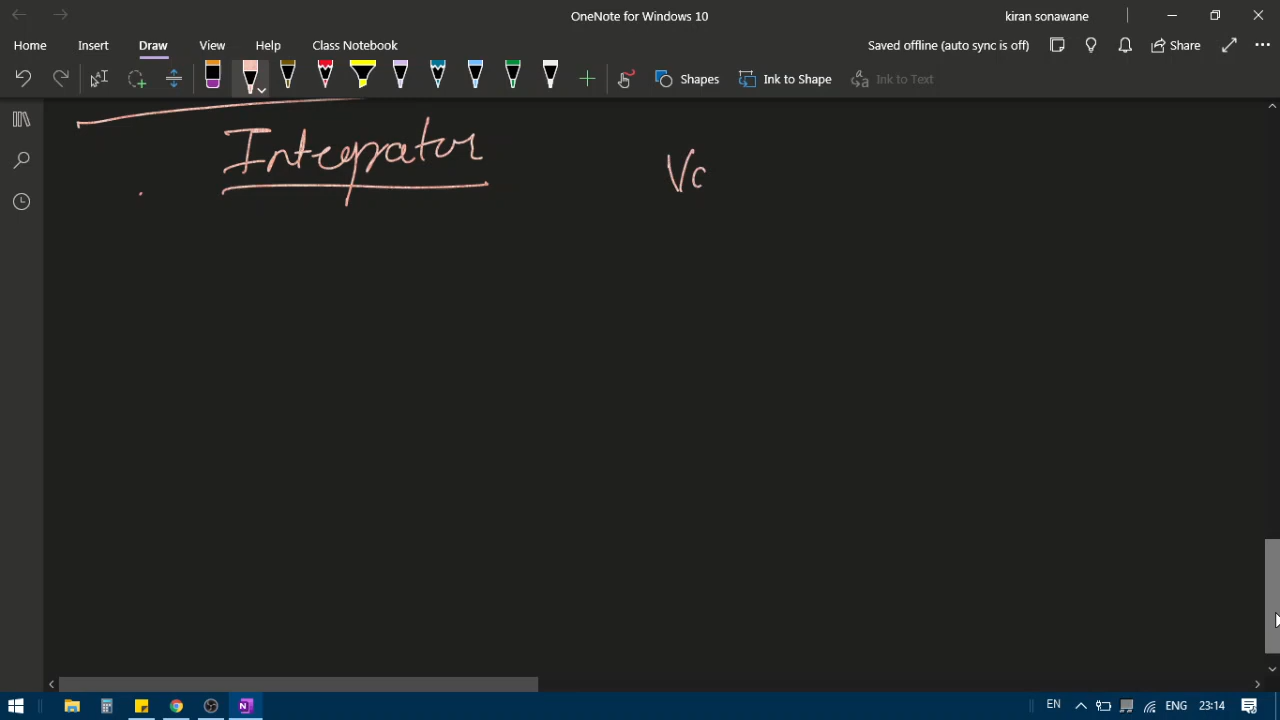 OneNote for Windows 10
kiran sonawane
Home Insert Draw View Help Class Notebook
Saved offline (auto sync is off) Share
Shapes Ink to Shape Ink to Text
Integrator
Vc
EN ENG 23:14